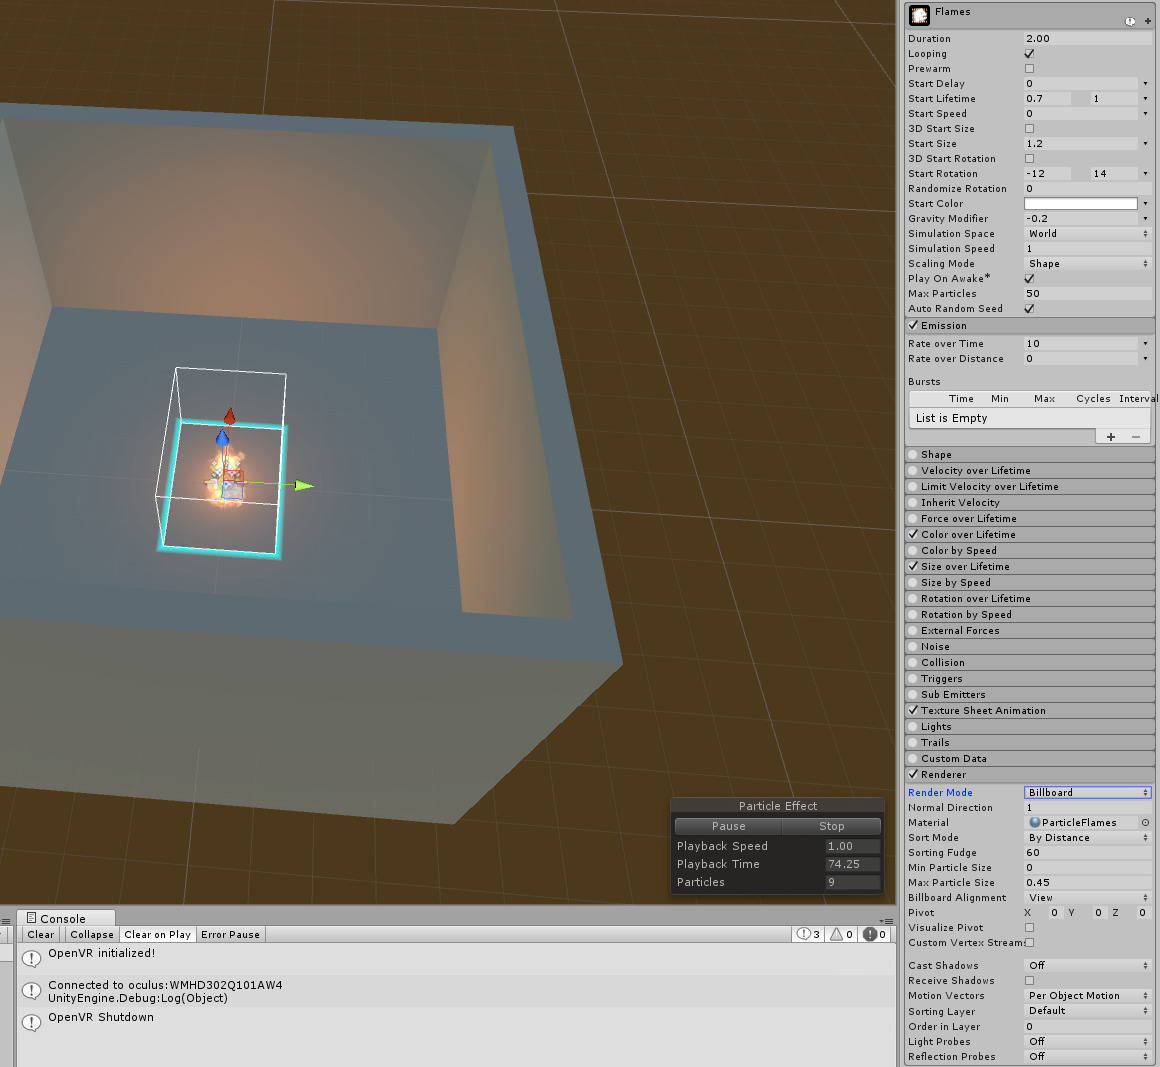 Flames
Duration 2.00
Looping
Prewarm
Start Delay 0
Start Lifetime 0.7 1
Start Speed 0
3D Start Size
Start Size 1.2
3D Start Rotation
Start Rotation -12 14
Randomize Rotation 0
Start Color
Gravity Modifier -0.2
Simulation Space World
Simulation Speed 1
Scaling Mode Shape
Play On Awake*
Max Particles 50
Auto Random Seed
Emission
Rate over Time 10
Rate over Distance 0
Bursts
Time Min Max Cycles Interval
List is Empty
+ −
Shape
Velocity over Lifetime
Limit Velocity over Lifetime
Inherit Velocity
Force over Lifetime
Color over Lifetime
Color by Speed
Size over Lifetime
Size by Speed
Rotation over Lifetime
Rotation by Speed
External Forces
Noise
Collision
Triggers
Sub Emitters
Texture Sheet Animation
Lights
Trails
Custom Data
Renderer
Render Mode Billboard
Normal Direction 1
Material ParticleFlames
Sort Mode By Distance
Sorting Fudge 60
Min Particle Size 0
Max Particle Size 0.45
Billboard Alignment View
Pivot X 0 Y 0 Z 0
Visualize Pivot
Custom Vertex Streams
Cast Shadows Off
Receive Shadows
Motion Vectors Per Object Motion
Sorting Layer Default
Order in Layer 0
Light Probes Off
Reflection Probes Off
Particle Effect
Pause Stop
Playback Speed 1.00
Playback Time 74.25
Particles 9
Console
Clear Collapse Clear on Play Error Pause 3 0 0
OpenVR initialized!
Connected to oculus:WMHD302Q101AW4
UnityEngine.Debug:Log(Object)
OpenVR Shutdown